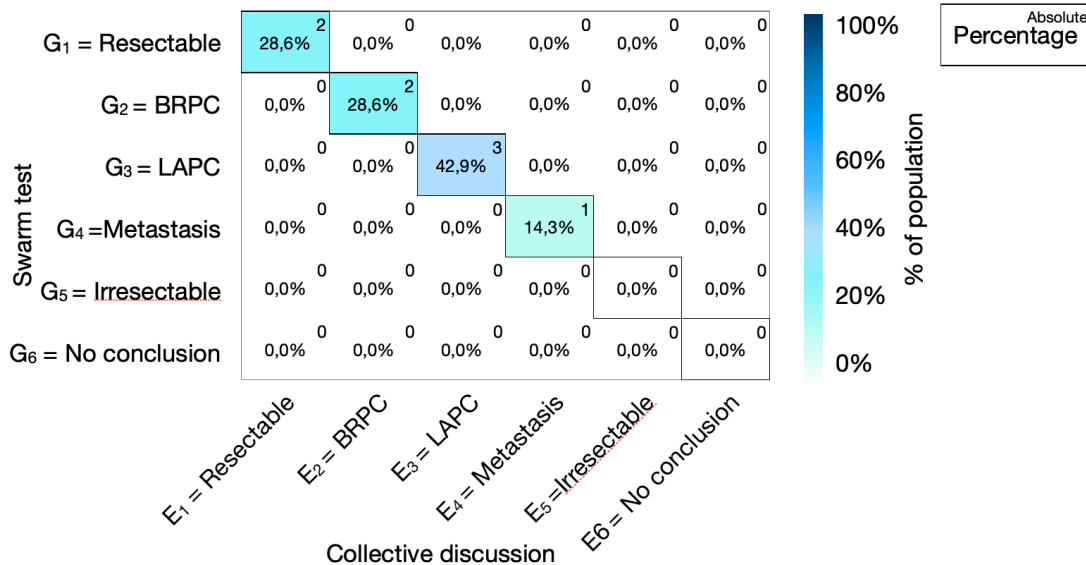 2 0 0 0 0 0
G1 = Resectable 28,6% 0,0% 0,0% 0,0% 0,0% 0,0%
0 2 0 0 0 0
G2 = BRPC 0,0% 28,6% 0,0% 0,0% 0,0% 0,0%
0 0 3 0 0 0
G3 = LAPC 0,0% 0,0% 42,9% 0,0% 0,0% 0,0%
0 0 0 1 0 0
G4 =Metastasis 0,0% 0,0% 0,0% 14,3% 0,0% 0,0%
0 0 0 0 0 0
G5 = Irresectable 0,0% 0,0% 0,0% 0,0% 0,0% 0,0%
0 0 0 0 0 0
G6 = No conclusion 0,0% 0,0% 0,0% 0,0% 0,0% 0,0%
Swarm test
E1 = Resectable
E2 = BRPC
E3 = LAPC
E4 = Metastasis
E5 =Irresectable
E6 = No conclusion
Collective discussion
100%
80%
60%
40%
20%
0%
% of population
Absolute
Percentage